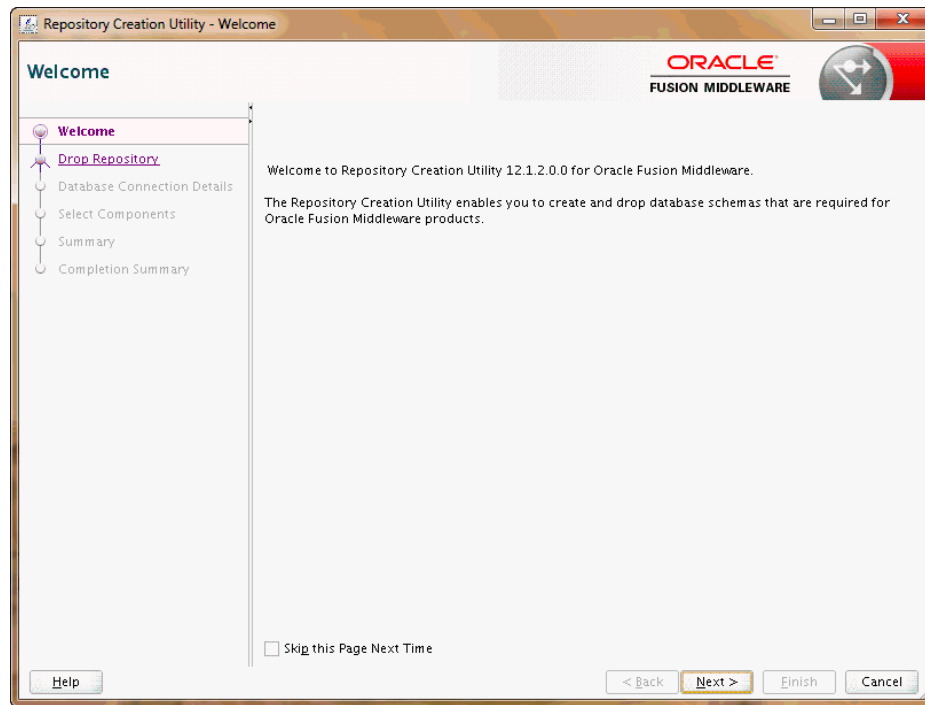 Repository Creation Utility - Welcome
Welcome
ORACLE
FUSION MIDDLEWARE
Welcome
Drop Repository
Database Connection Details
Select Components
Summary
Completion Summary
Welcome to Repository Creation Utility 12.1.2.0.0 for Oracle Fusion Middleware.
The Repository Creation Utility enables you to create and drop database schemas that are required for
Oracle Fusion Middleware products.
Skip this Page Next Time
Help
< Back
Next >
Finish
Cancel